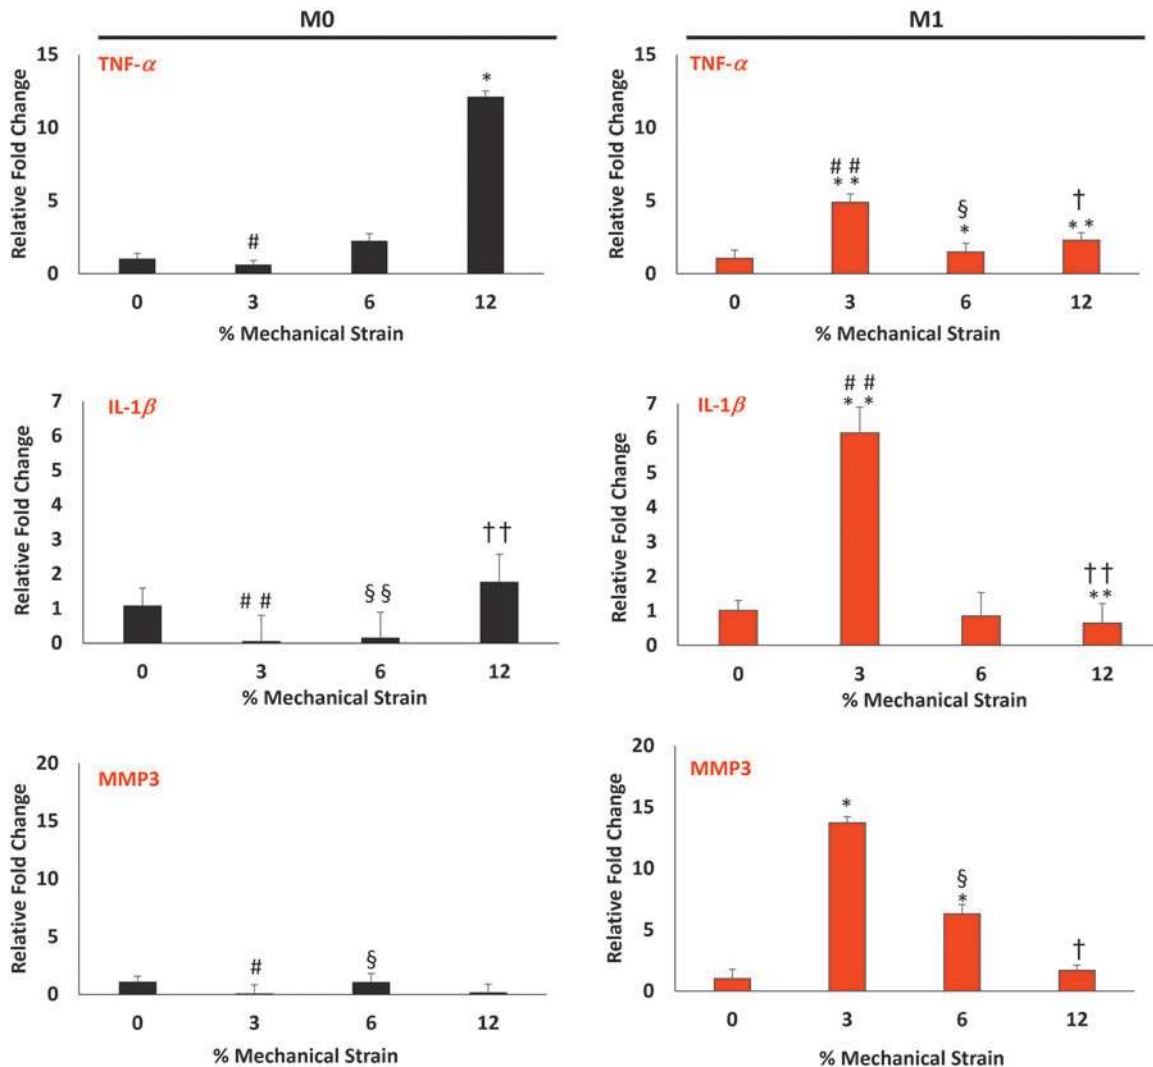 M0
M1
TNF-α
Relative Fold Change
15
10
5
0
#
*
0 3 6 12
% Mechanical Strain
TNF-α
Relative Fold Change
15
10
5
0
# #
* *
§
*
†
* *
0 3 6 12
% Mechanical Strain
IL-1β
Relative Fold Change
7
6
5
4
3
2
1
0
# #
§ §
††
0 3 6 12
% Mechanical Strain
IL-1β
Relative Fold Change
7
6
5
4
3
2
1
0
# #
* *
††
**
0 3 6 12
% Mechanical Strain
MMP3
Relative Fold Change
20
15
10
5
0
#
§
0 3 6 12
% Mechanical Strain
MMP3
Relative Fold Change
20
15
10
5
0
*
§
*
†
0 3 6 12
% Mechanical Strain